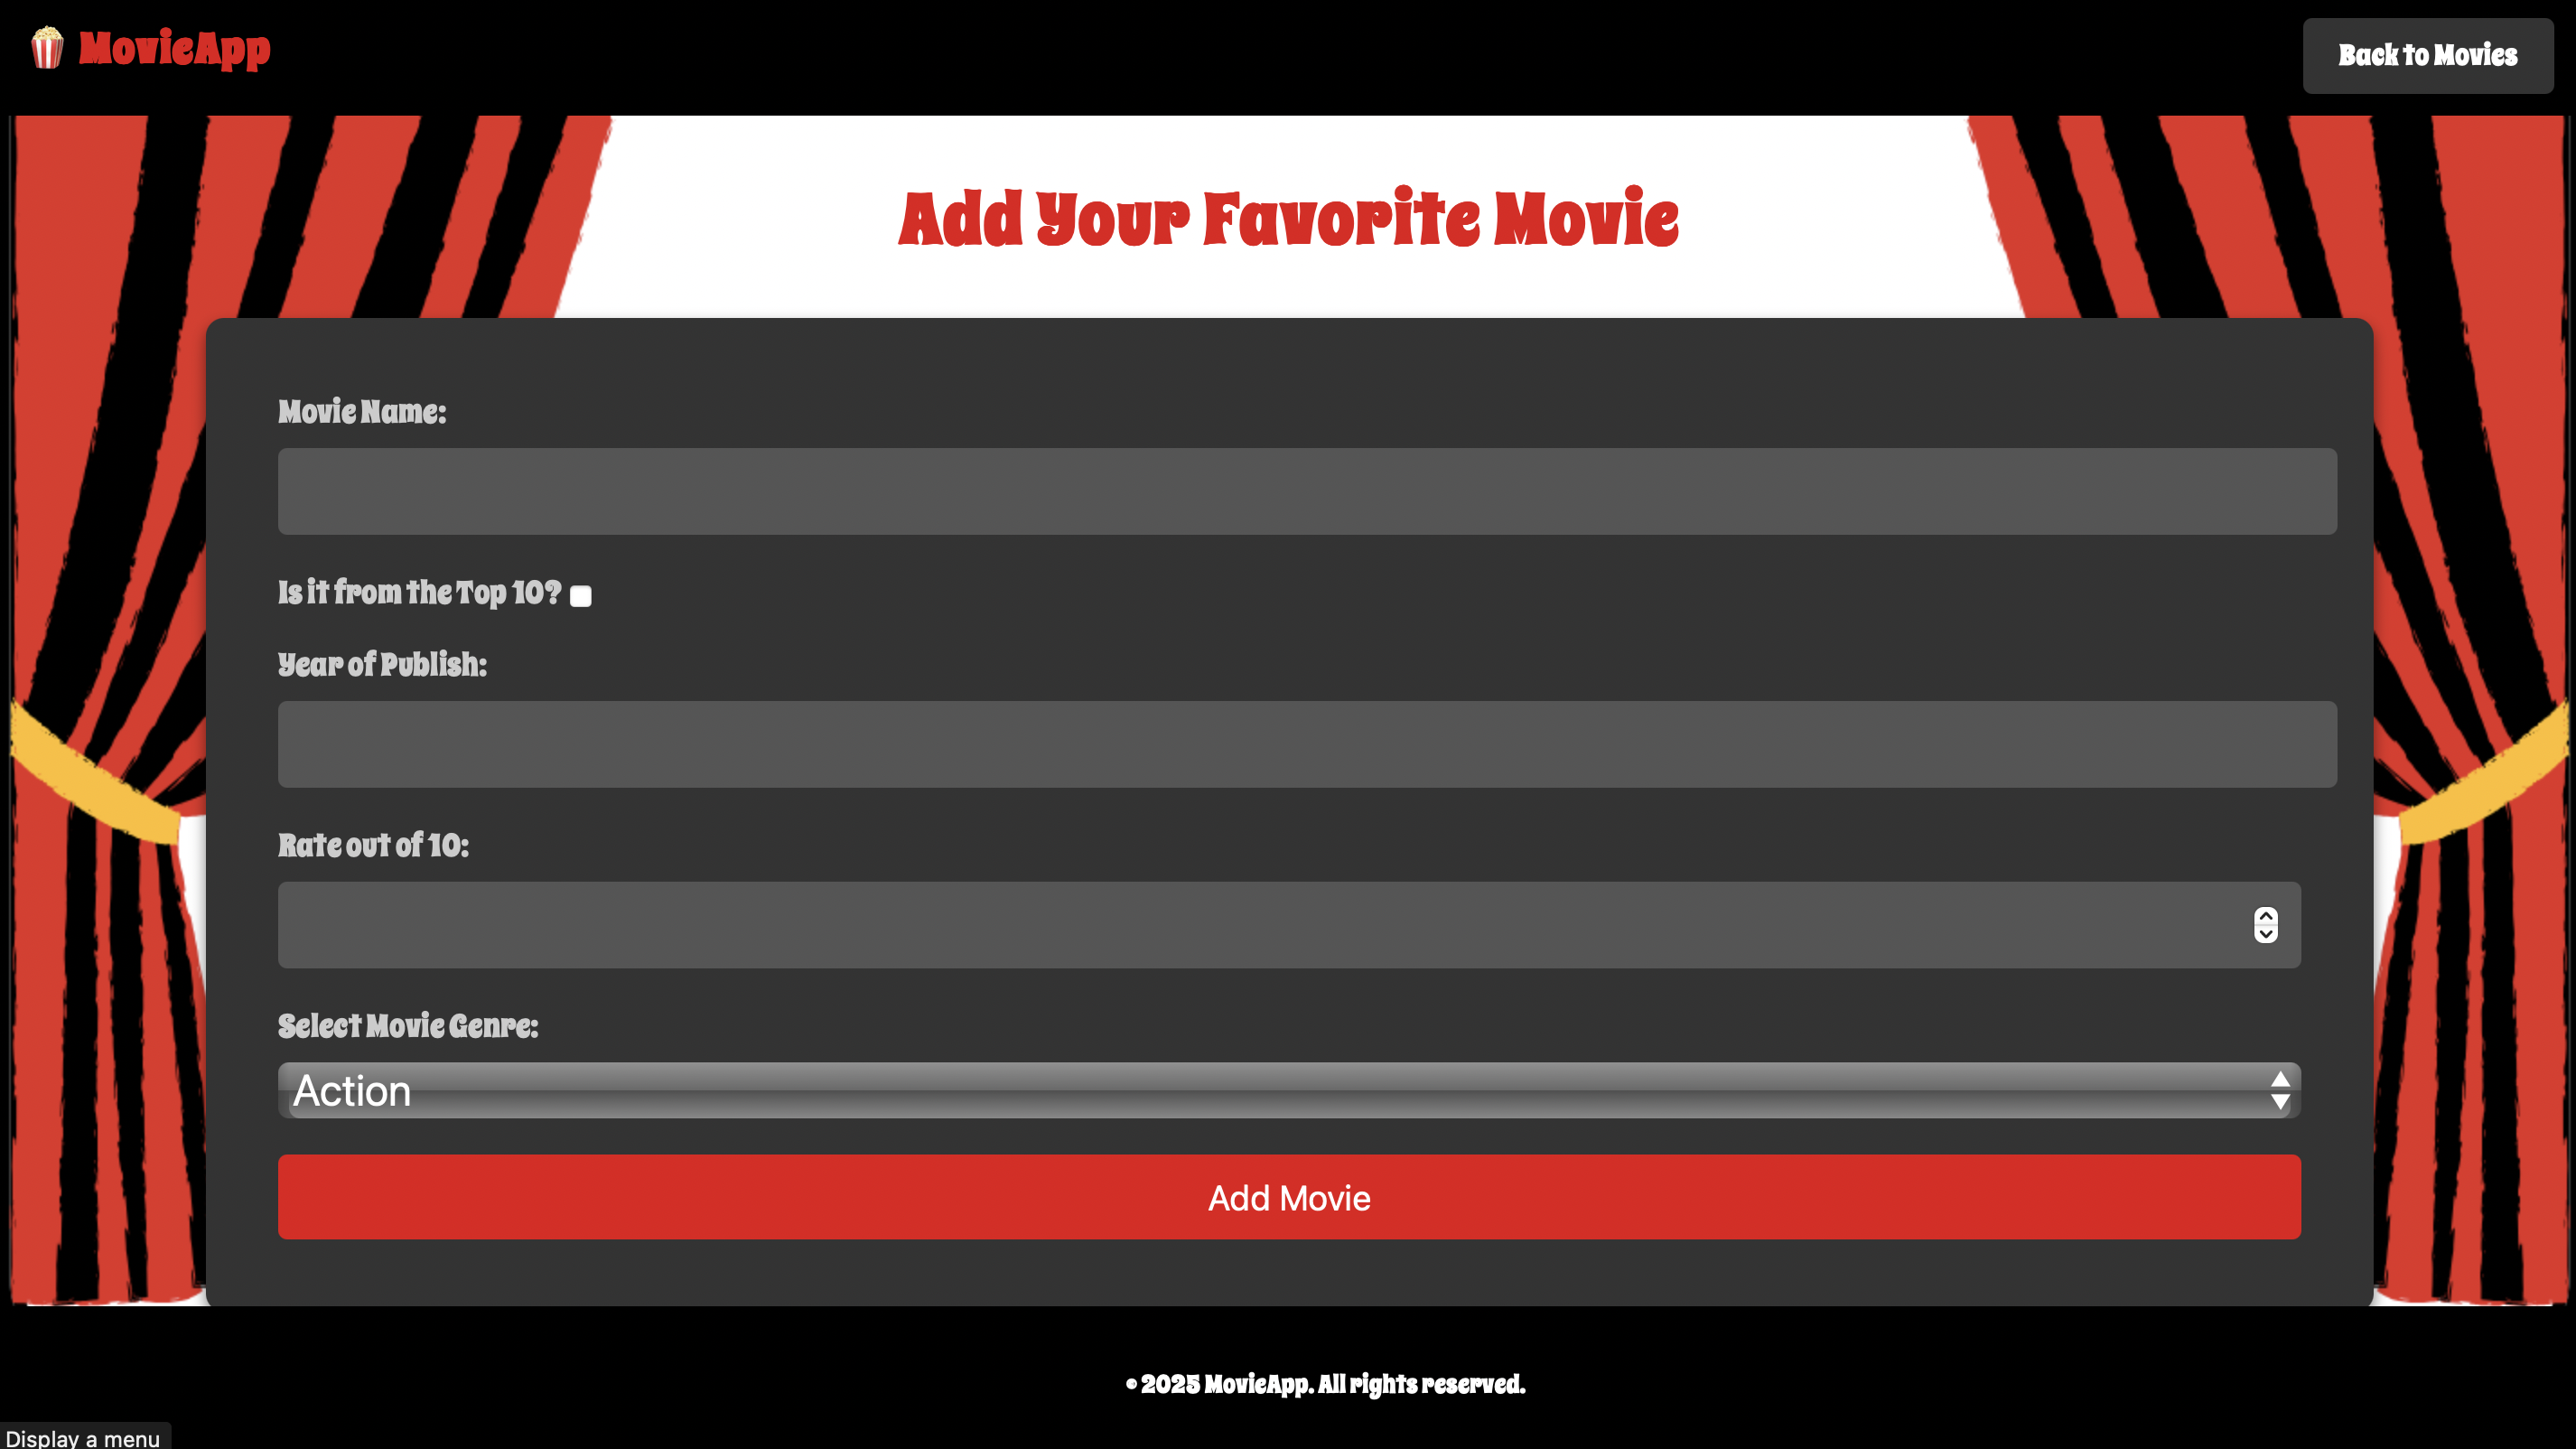 MovieApp
Back to Movies
Add Your Favorite Movie
Movie Name:
Is it from the Top 10?
Year of Publish:
Rate out of 10:
Select Movie Genre:
Action
Add Movie
© 2025 MovieApp. All rights reserved.
Display a menu